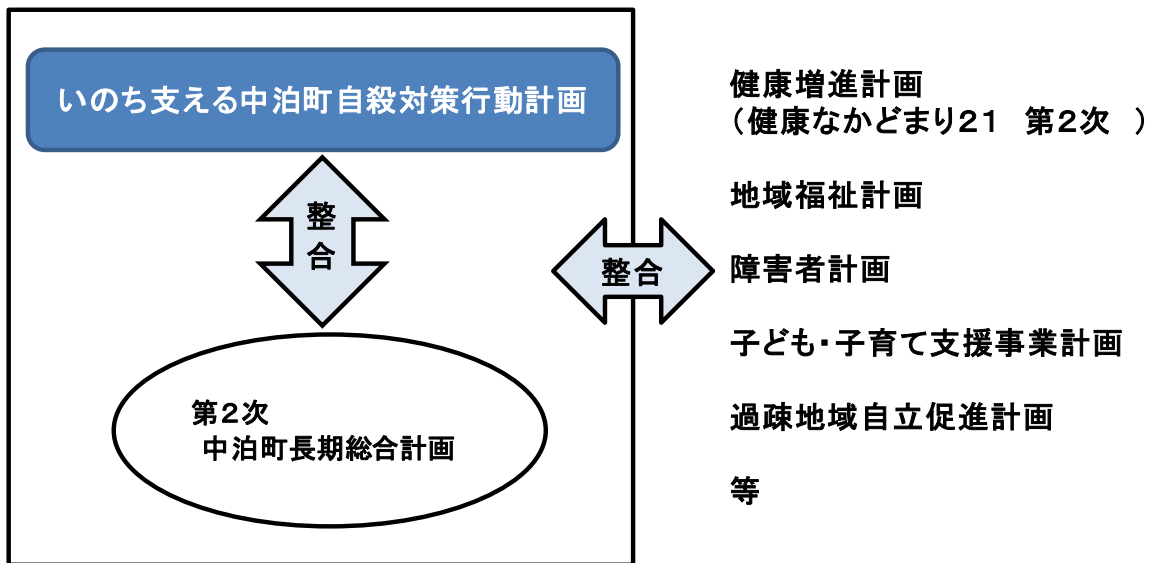 いのち支える中泊町自殺対策行動計画
整
合
第２次
中泊町長期総合計画
整合
健康増進計画
（健康なかどまり２１　第２次　）
地域福祉計画
障害者計画
子ども・子育て支援事業計画
過疎地域自立促進計画
等